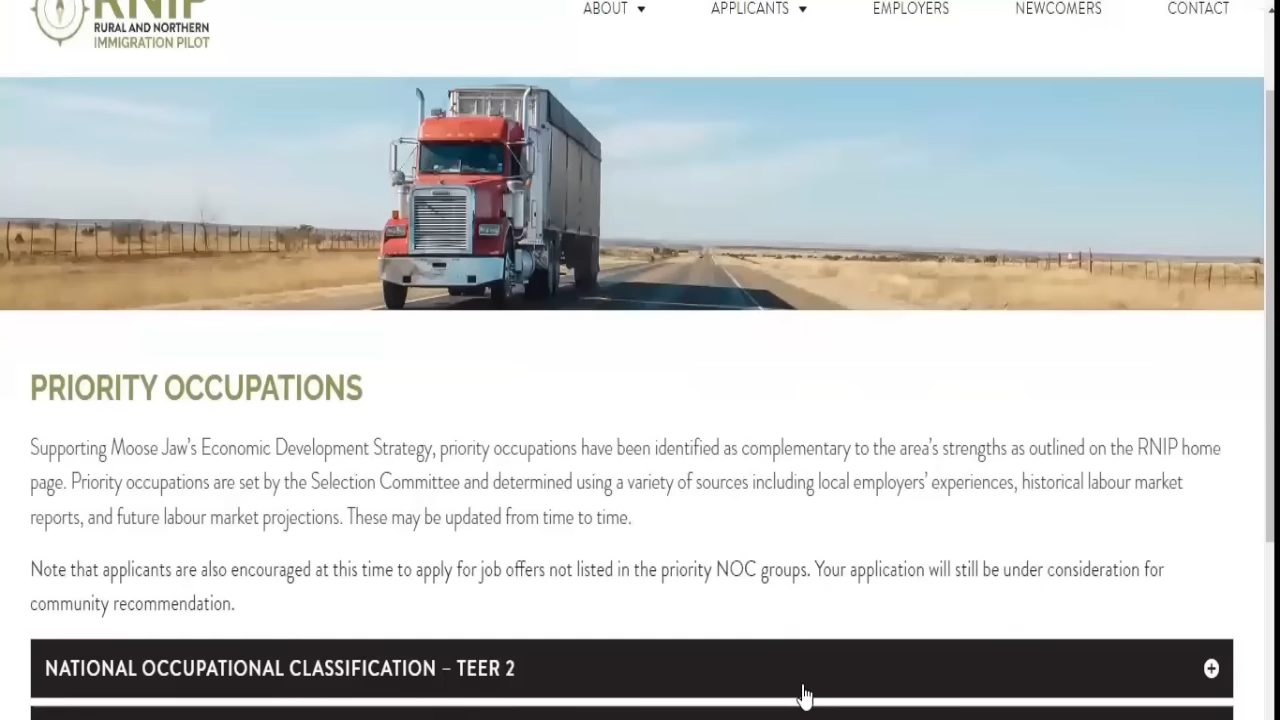 RNIP
RURAL AND NORTHERN
IMMIGRATION PILOT
ABOUT
APPLICANTS
EMPLOYERS
NEWCOMERS
CONTACT
PRIORITY OCCUPATIONS
Supporting Moose Jaw's Economic Development Strategy, priority occupations have been identified as complementary to the area's strengths as outlined on the RNIP home
page. Priority occupations are set by the Selection Committee and determined using a variety of sources including local employers' experiences, historical labour market
reports, and future labour market projections. These may be updated from time to time.
Note that applicants are also encouraged at this time to apply for job offers not listed in the priority NOC groups. Your application will still be under consideration for
community recommendation.
NATIONAL OCCUPATIONAL CLASSIFICATION – TEER 2